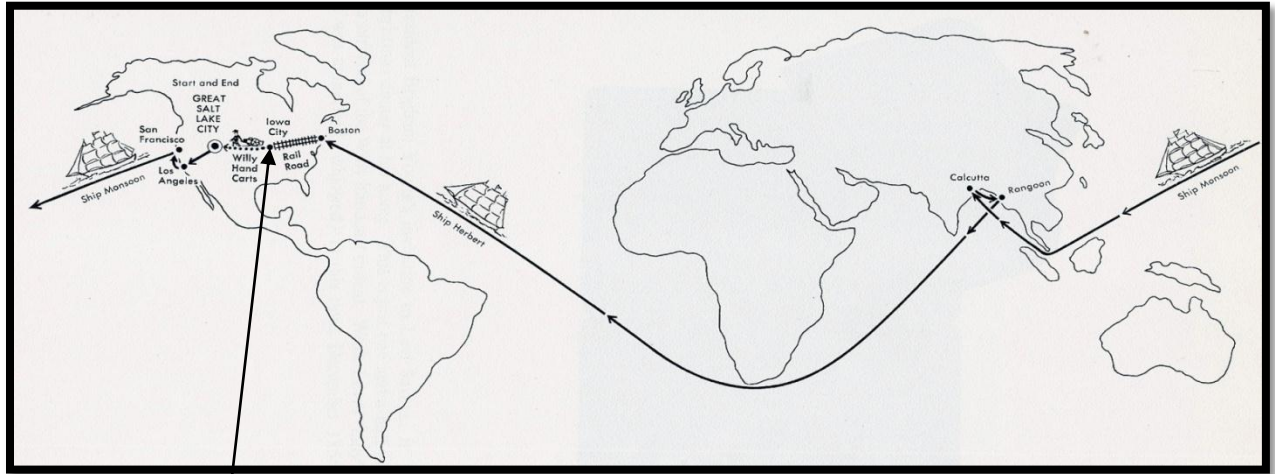 Start and End
GREAT
SALT
LAKE
CITY
San
Francisco
Los
Angeles
Ship Monsoon
Willy
Hand
Carts
Iowa
City
Rail
Road
Boston
Ship Herbert
Calcutta
Rangoon
Ship Monsoon